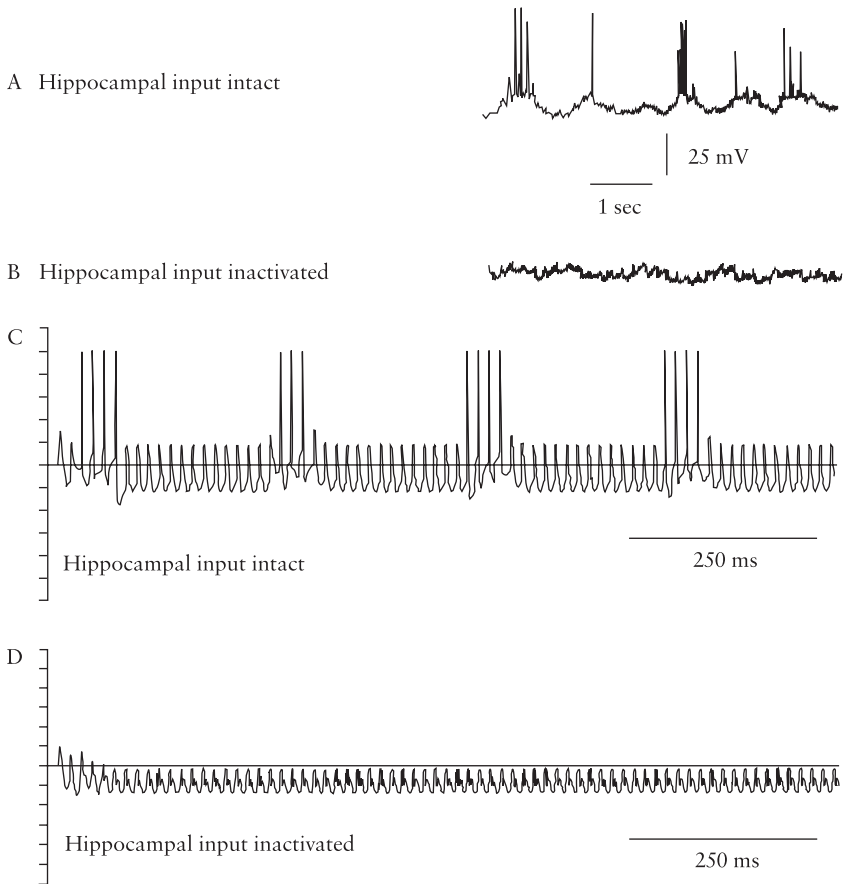 A Hippocampal input intact
25 mV
1 sec
B Hippocampal input inactivated
C
250 ms
Hippocampal input intact
D
Hippocampal input inactivated
250 ms